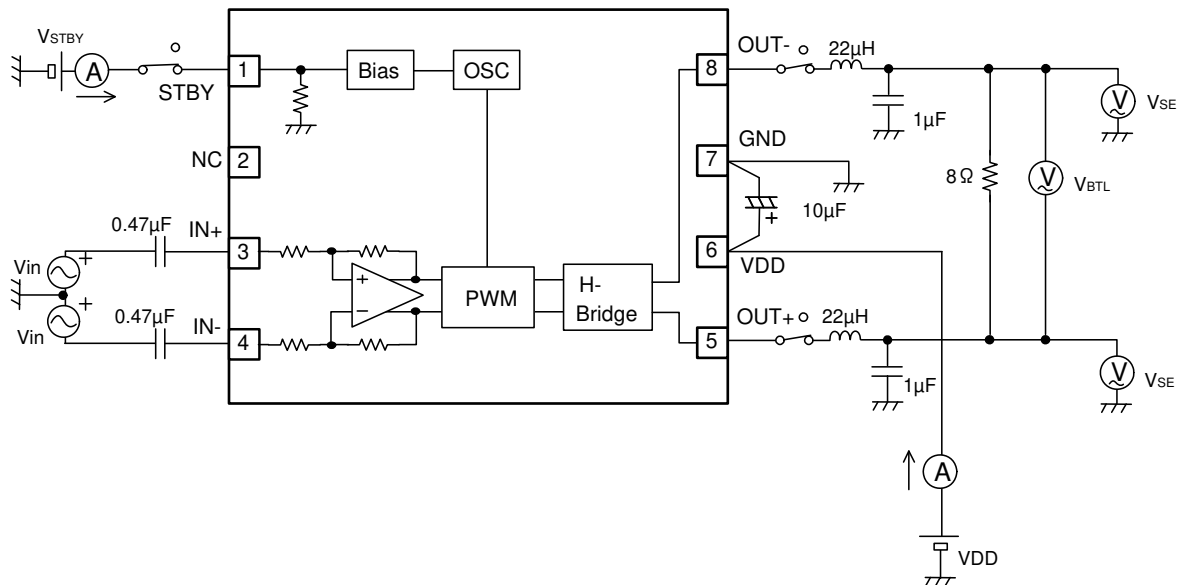 VSTBY
A
STBY
1
Bias
OSC
NC
2
0.47µF
IN+
3
Vin
+
+
Vin
0.47µF
IN-
4
+
−
PWM
H-
Bridge
8
OUT-
22µH
1µF
V
VSE
7
GND
10µF
+
8Ω
V
VBTL
6
VDD
5
OUT+
22µH
1µF
V
VSE
A
VDD